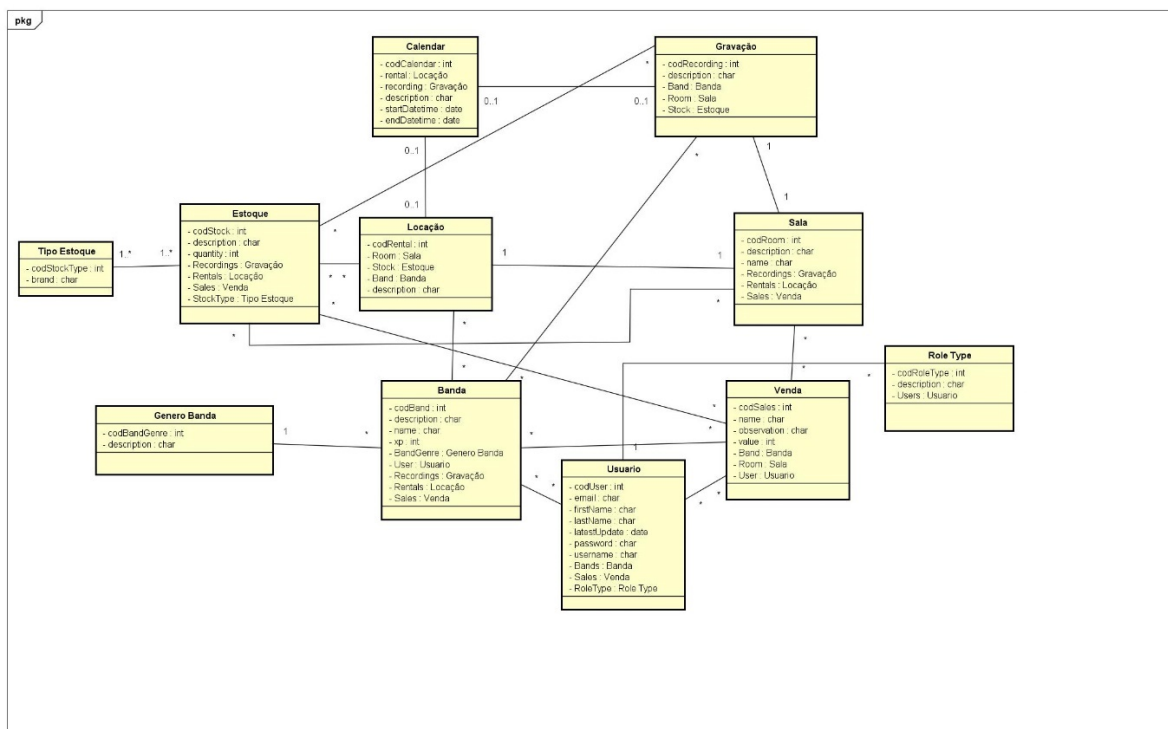 pkg
Calendar
- codCalendar : int
- rental : Locação
- recording : Gravação
- description : char
- startDatetime : date
- endDatetime : date
Gravação
- codRecording : int
- description : char
- Band : Banda
- Room : Sala
- Stock : Estoque
*
0..1
0..1
0..1
0..1
*
1
1
Estoque
- codStock : int
- description : char
- quantity : int
- Recordings : Gravação
- Rentals : Locação
- Sales : Venda
- StockType : Tipo Estoque
Tipo Estoque
- codStockType : int
- brand : char
1..*
1..*
*
* *
*
*
Locação
- codRental : int
- Room : Sala
- Stock : Estoque
- Band : Banda
- description : char
1
1
*
*
*
Sala
- codRoom : int
- description : char
- name : char
- Recordings : Gravação
- Rentals : Locação
- Sales : Venda
*
*
*
Role Type
- codRoleType : int
- description : char
- Users : Usuario
*
Genero Banda
- codBandGenre : int
- description : char
1
*
Banda
- codBand : int
- description : char
- name : char
- xp : int
- BandGenre : Genero Banda
- User : Usuario
- Recordings : Gravação
- Rentals : Locação
- Sales : Venda
*
*
*
*
*
1
Usuario
- codUser : int
- email : char
- firstName : char
- lastName : char
- latestUpdate : date
- password : char
- username : char
- Bands : Banda
- Sales : Venda
- RoleType : Role Type
*
*
Venda
- codSales : int
- name : char
- observation : char
- value : int
- Band : Banda
- Room : Sala
- User : Usuario